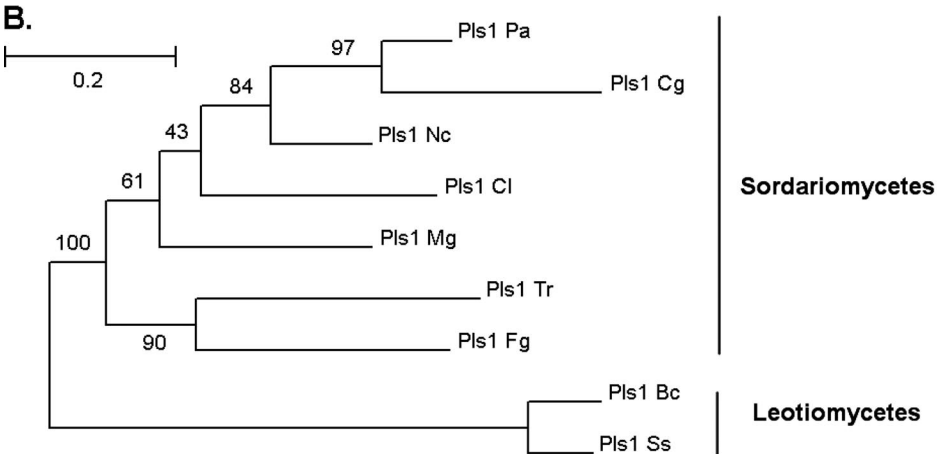 B.
0.2
97
Pls1 Pa
Pls1 Cg
84
Pls1 Nc
43
Pls1 Cl
61
Pls1 Mg
100
Pls1 Tr
90
Pls1 Fg
Sordariomycetes
Pls1 Bc
Pls1 Ss
Leotiomycetes